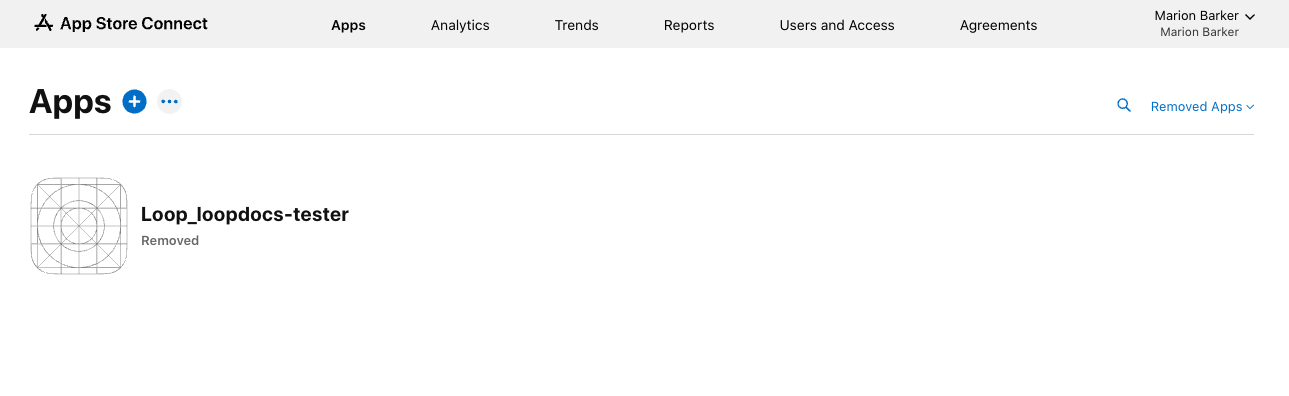 App Store Connect
Apps Analytics Trends Reports Users and Access Agreements
Marion Barker
Marion Barker
Apps
Removed Apps
Loop_loopdocs-tester
Removed